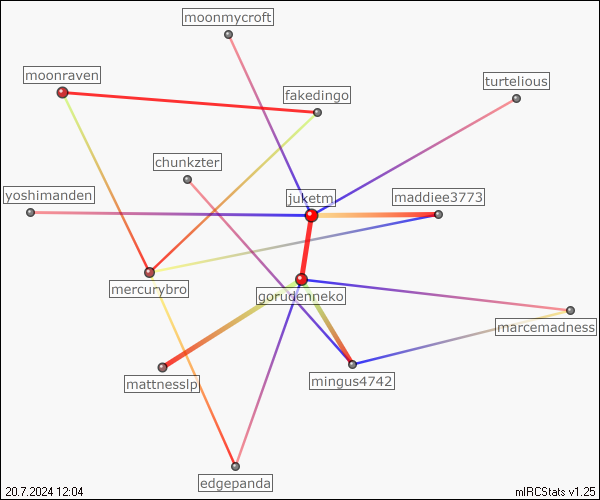 moonmycroft
moonraven
turtelious
fakedingo
chunkzter
juketm
maddiee3773
yoshimanden
mercurybro
gorudenneko
marcemadness
mattnesslp
mingus4742
edgepanda
20.7.2024 12:04
mIRCStats v1.25